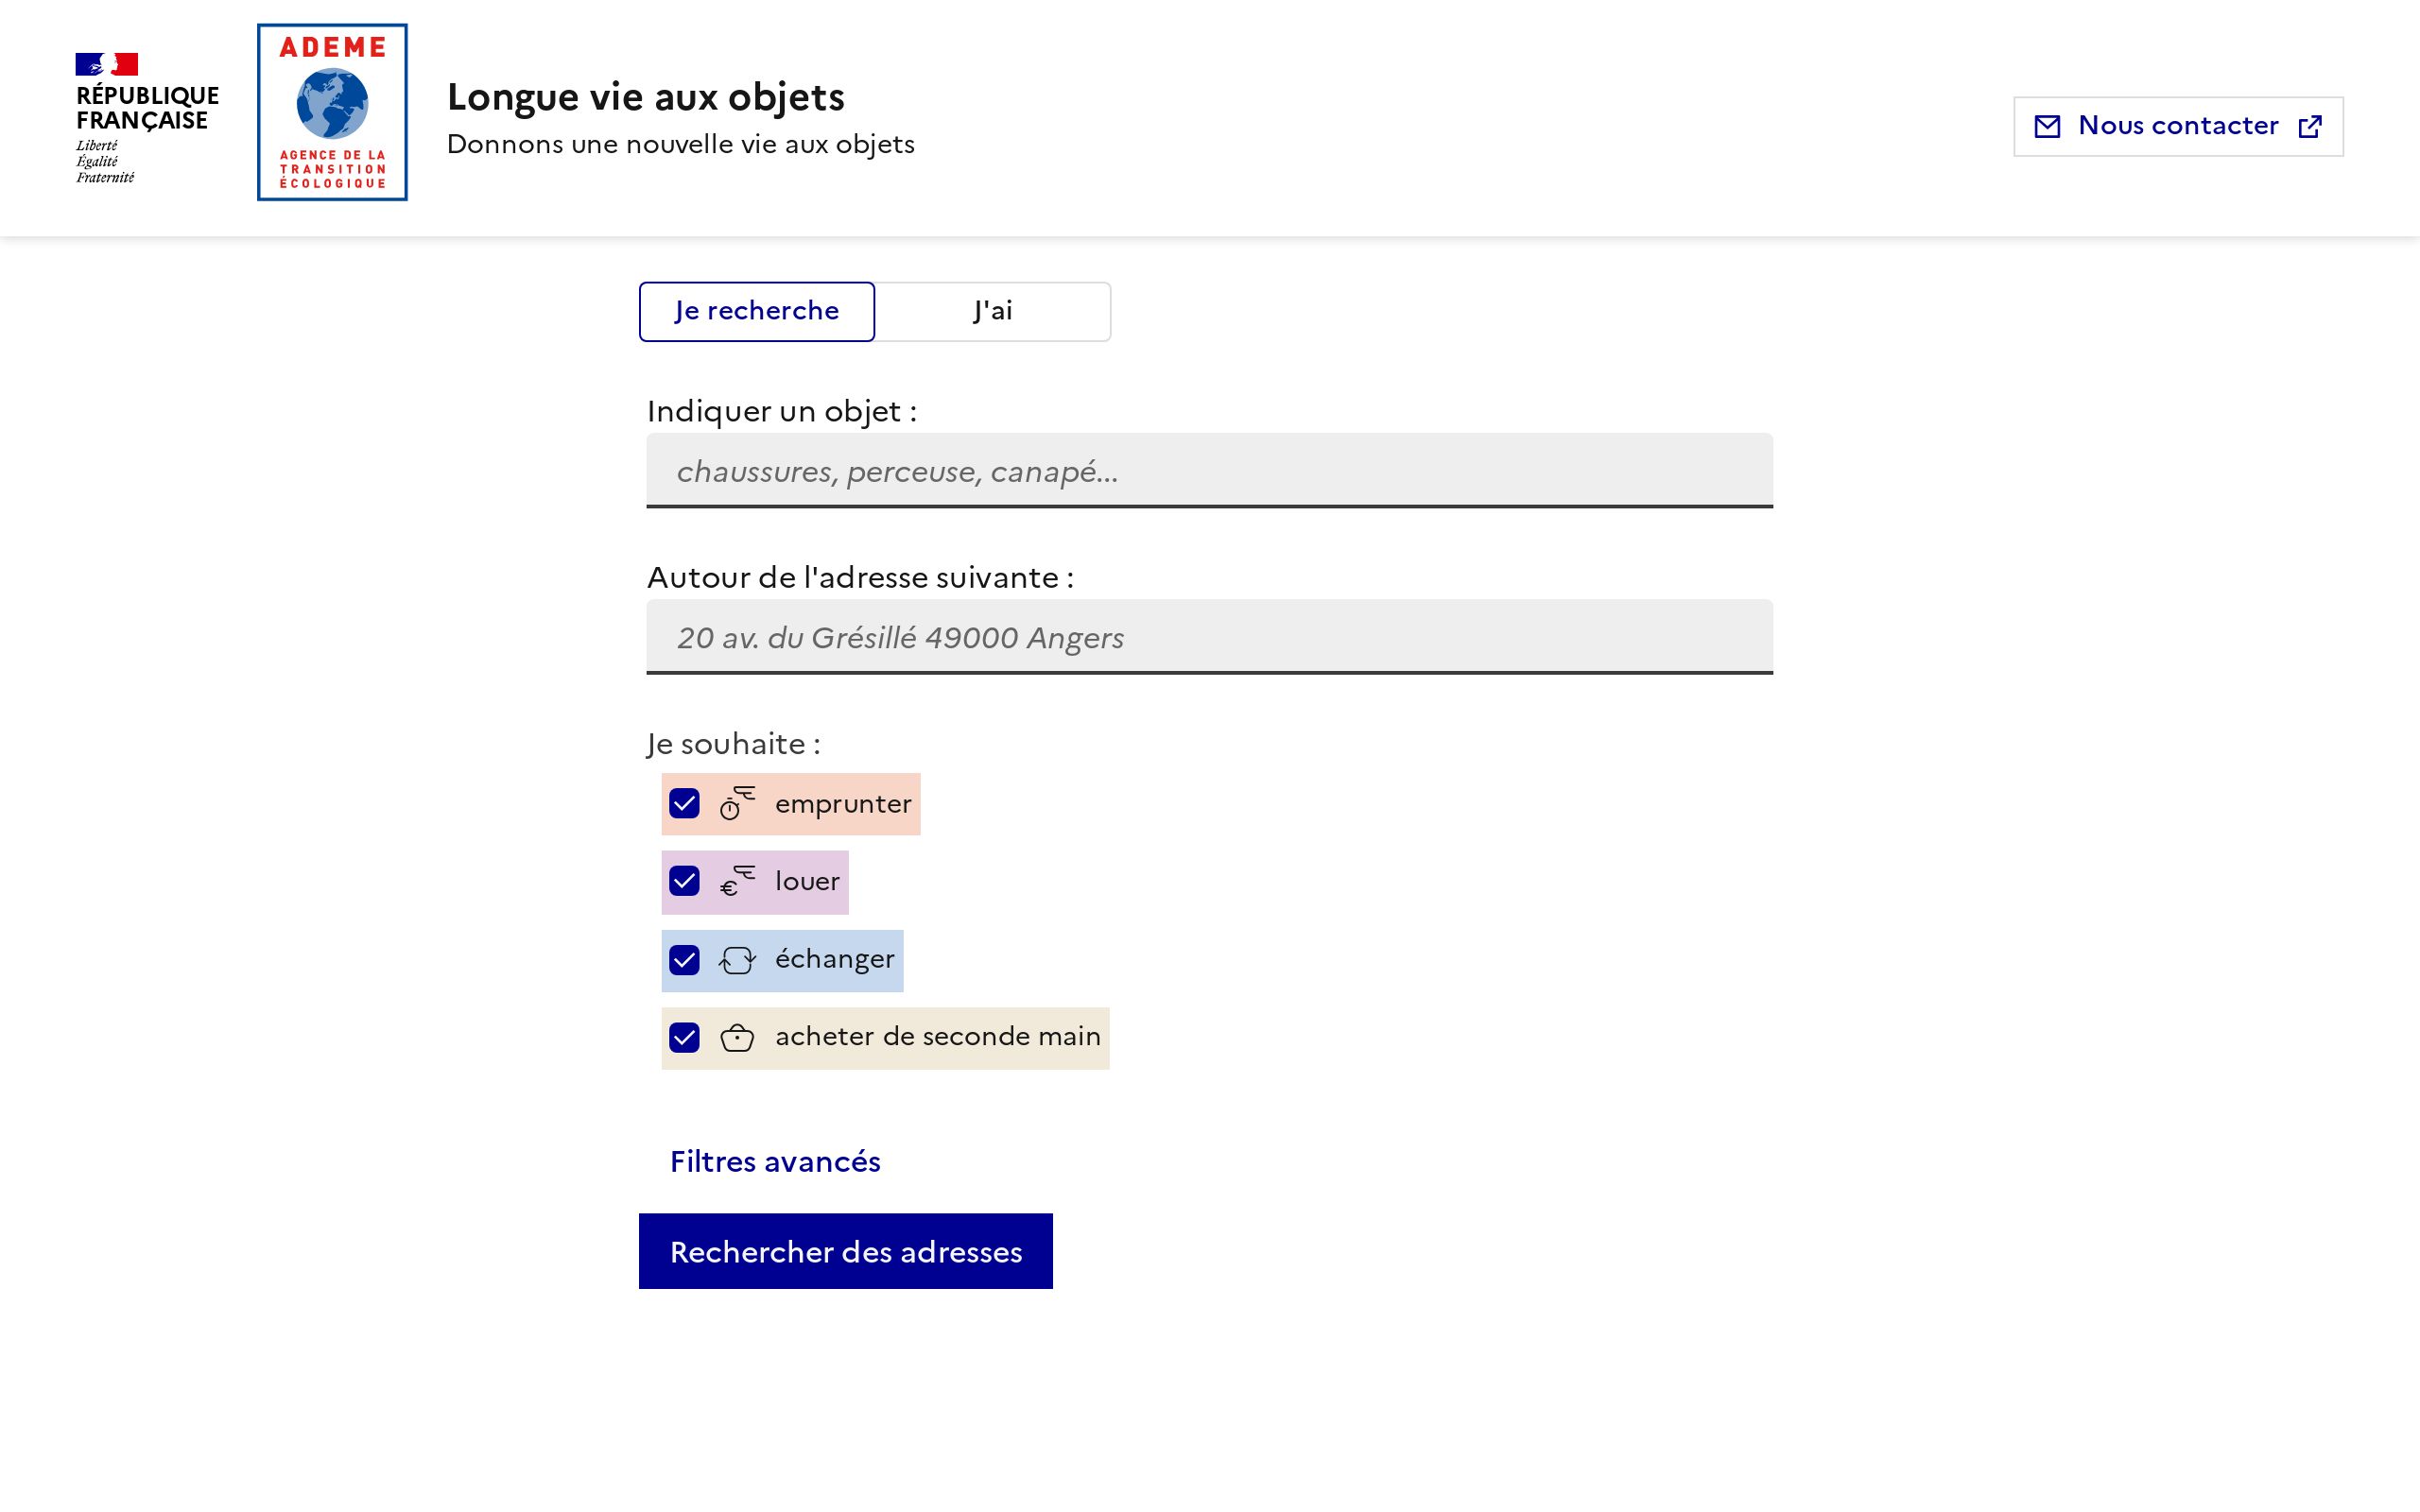 RÉPUBLIQUE
FRANÇAISE
Liberté
Égalité
Fraternité
ADEME
AGENCE DE LA
TRANSITION
ÉCOLOGIQUE
Longue vie aux objets
Donnons une nouvelle vie aux objets
Nous contacter
Je recherche
J'ai
Indiquer un objet :
chaussures, perceuse, canapé...
Autour de l'adresse suivante :
20 av. du Grésillé 49000 Angers
Je souhaite :
emprunter
louer
échanger
acheter de seconde main
Filtres avancés
Rechercher des adresses